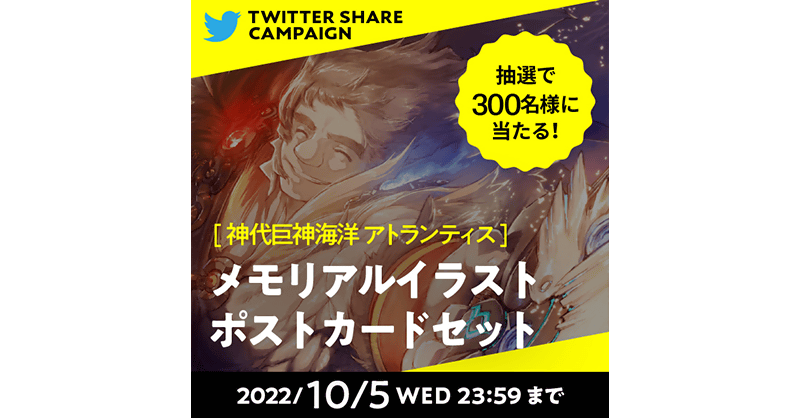 TWITTER SHARE
CAMPAIGN
抽選で
300名様に
当たる!
[ 神代巨神海洋 アトランティス ]
メモリアルイラスト
ポストカードセット
2022/10/5 WED 23:59 まで